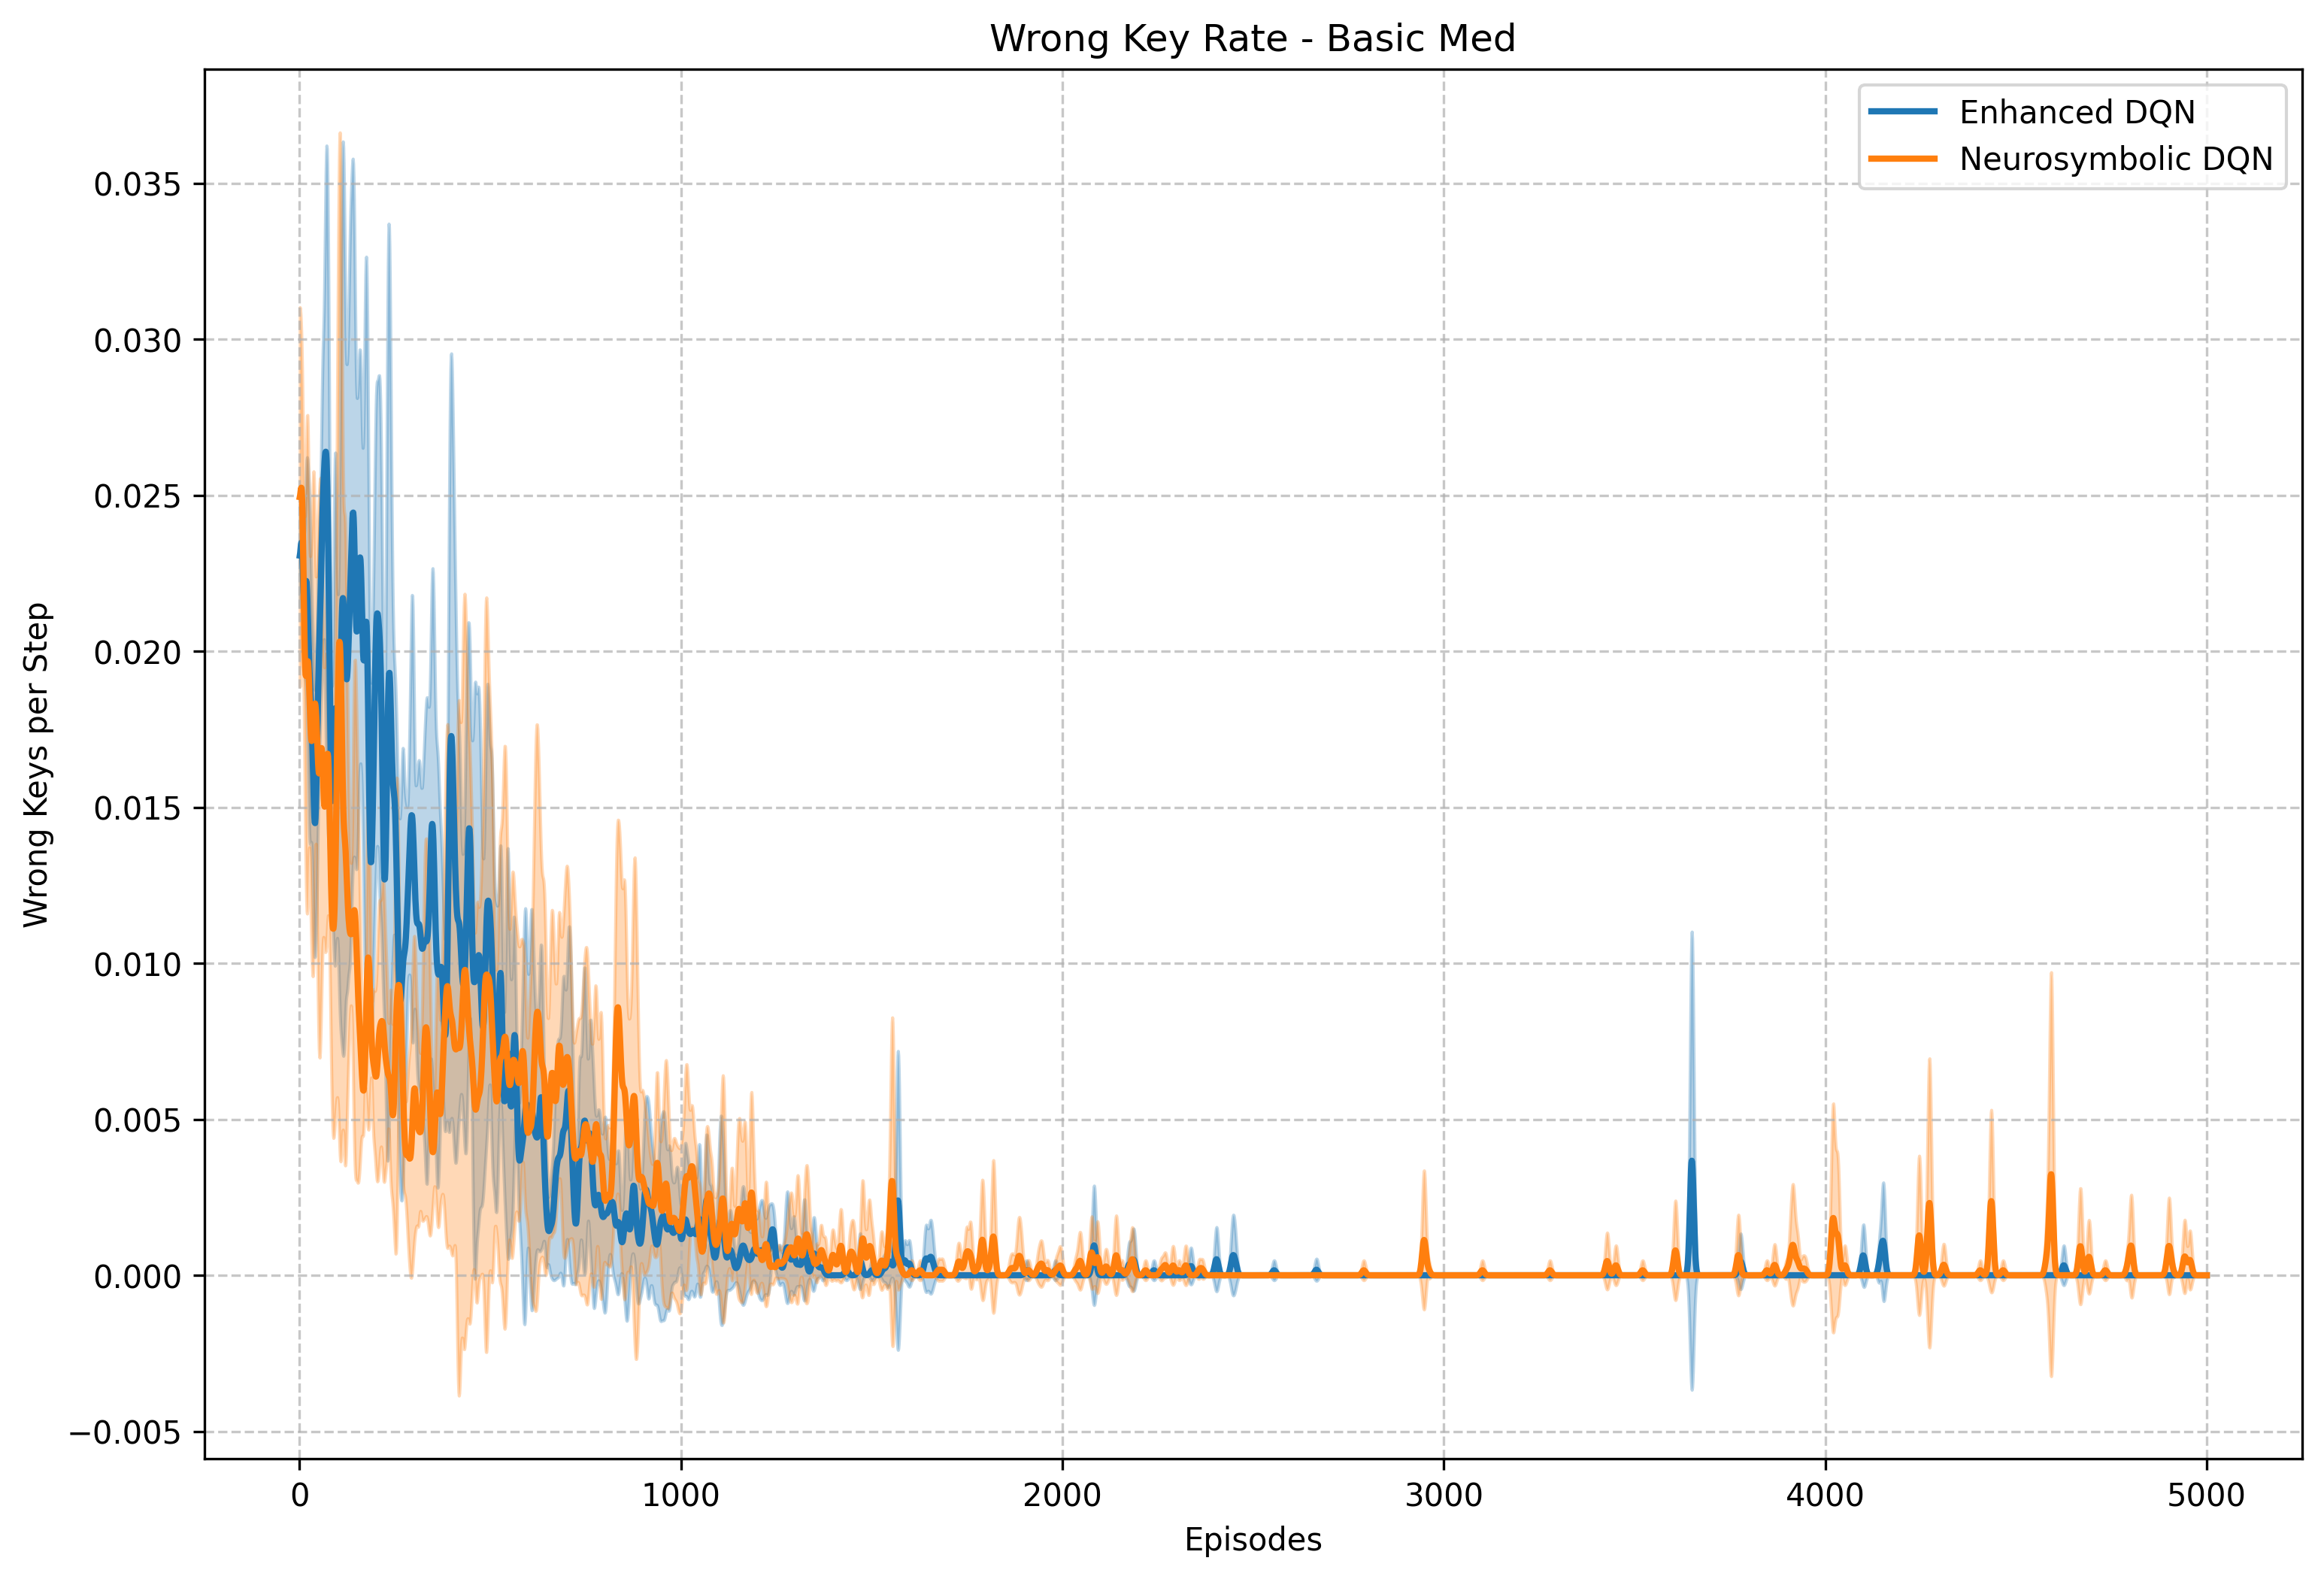 Wrong Key Rate - Basic Med
Enhanced DQN
Neurosymbolic DQN
Wrong Keys per Step
0.035
0.030
0.025
0.020
0.015
0.010
0.005
0.000
−0.005
0 1000 2000 3000 4000 5000
Episodes